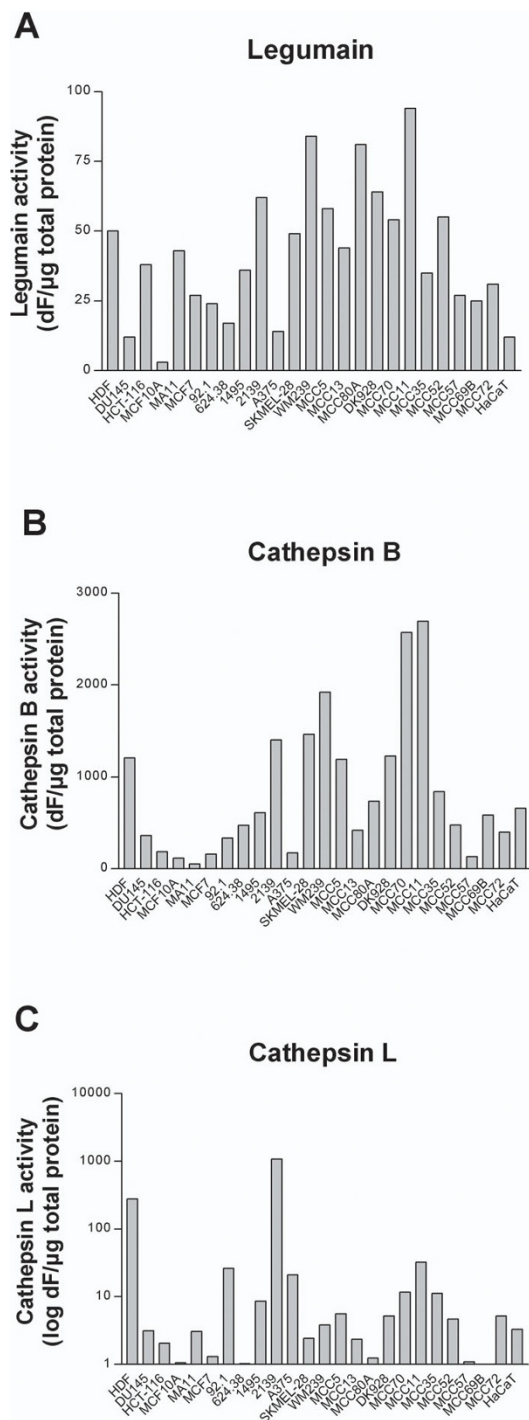 A
Legumain
Legumain activity
(dF/µg total protein)
100
75
50
25
0
HDF
DU145
HCT-116
MCF10A
MA11
MCF7
92.1
624.38
1495
2139
A375
SKMEL-28
WM239
MCC5
MCC13
MCC80A
DK928
MCC70
MCC11
MCC35
MCC52
MCC57
MCC69B
MCC72
HaCaT
B
Cathepsin B
Cathepsin B activity
(dF/µg total protein)
3000
2000
1000
0
HDF
DU145
HCT-116
MCF10A
MA11
MCF7
92.1
624.38
1495
2139
A375
SKMEL-28
WM239
MCC5
MCC13
MCC80A
DK928
MCC70
MCC11
MCC35
MCC52
MCC57
MCC69B
MCC72
HaCaT
C
Cathepsin L
Cathepsin L activity
(log dF/µg total protein)
10000
1000
100
10
1
HDF
DU145
HCT-116
MCF10A
MA11
MCF7
92.1
624.38
1495
2139
A375
SKMEL-28
WM239
MCC5
MCC13
MCC80A
DK928
MCC70
MCC11
MCC35
MCC52
MCC57
MCC69B
MCC72
HaCaT